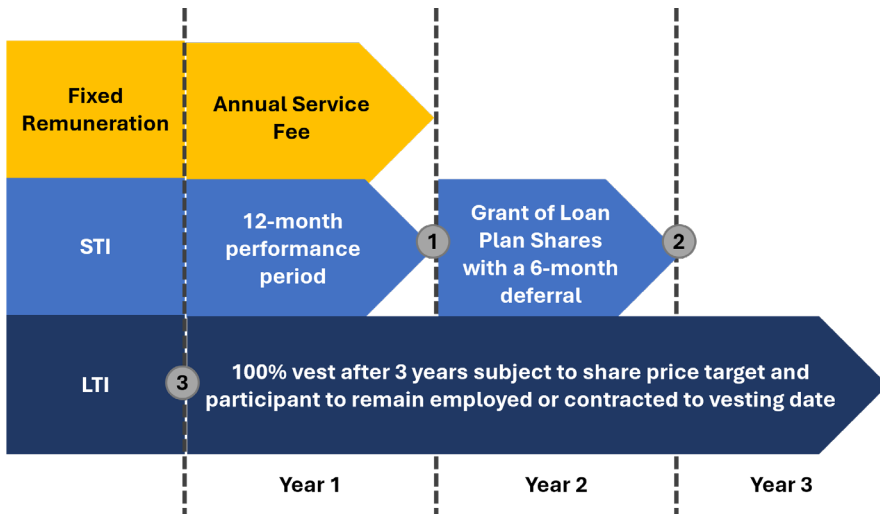 Fixed
Remuneration
Annual Service
Fee
STI
12-month
performance
period
1
Grant of Loan
Plan Shares
with a 6-month
deferral
2
LTI
3
100% vest after 3 years subject to share price target and
participant to remain employed or contracted to vesting date
Year 1
Year 2
Year 3